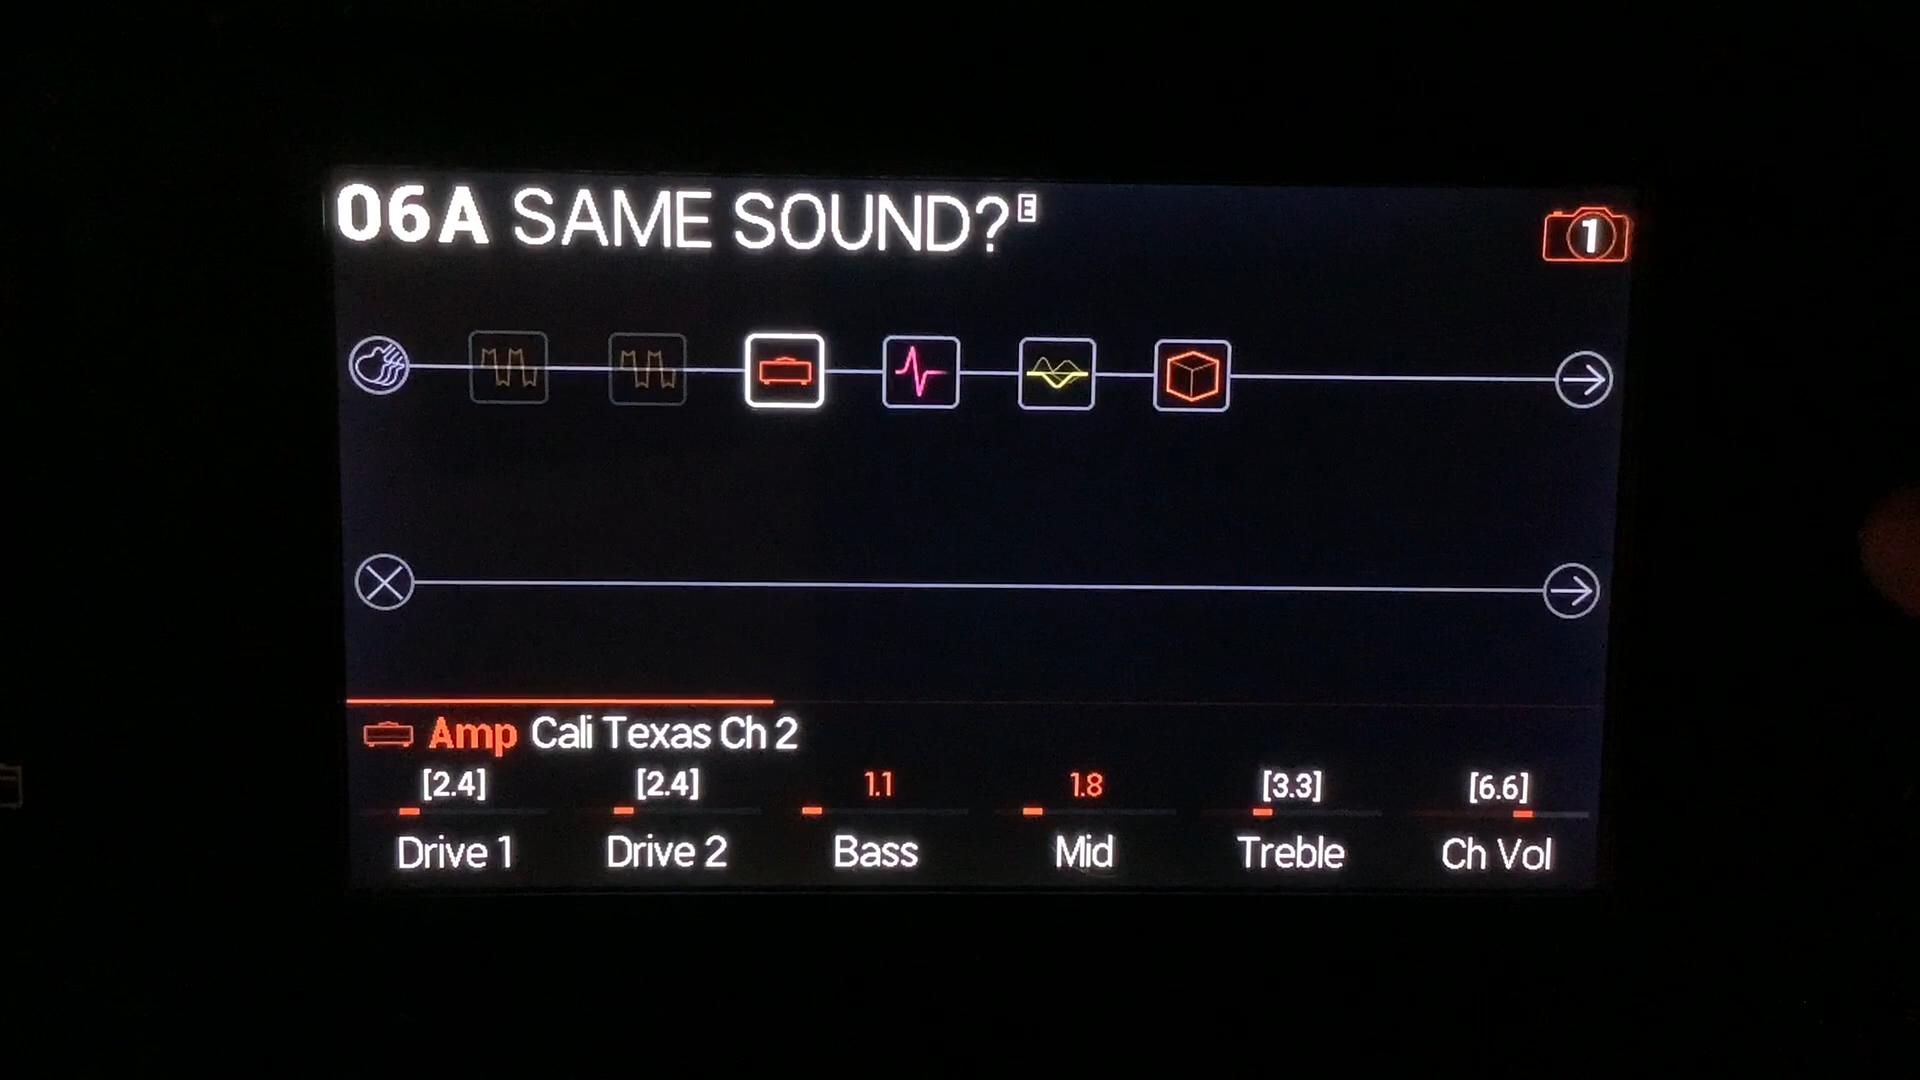 06A SAME SOUND? E
1
Amp Cali Texas Ch 2
[2.4] [2.4] 1.1 1.8 [3.3] [6.6]
Drive 1 Drive 2 Bass Mid Treble Ch Vol